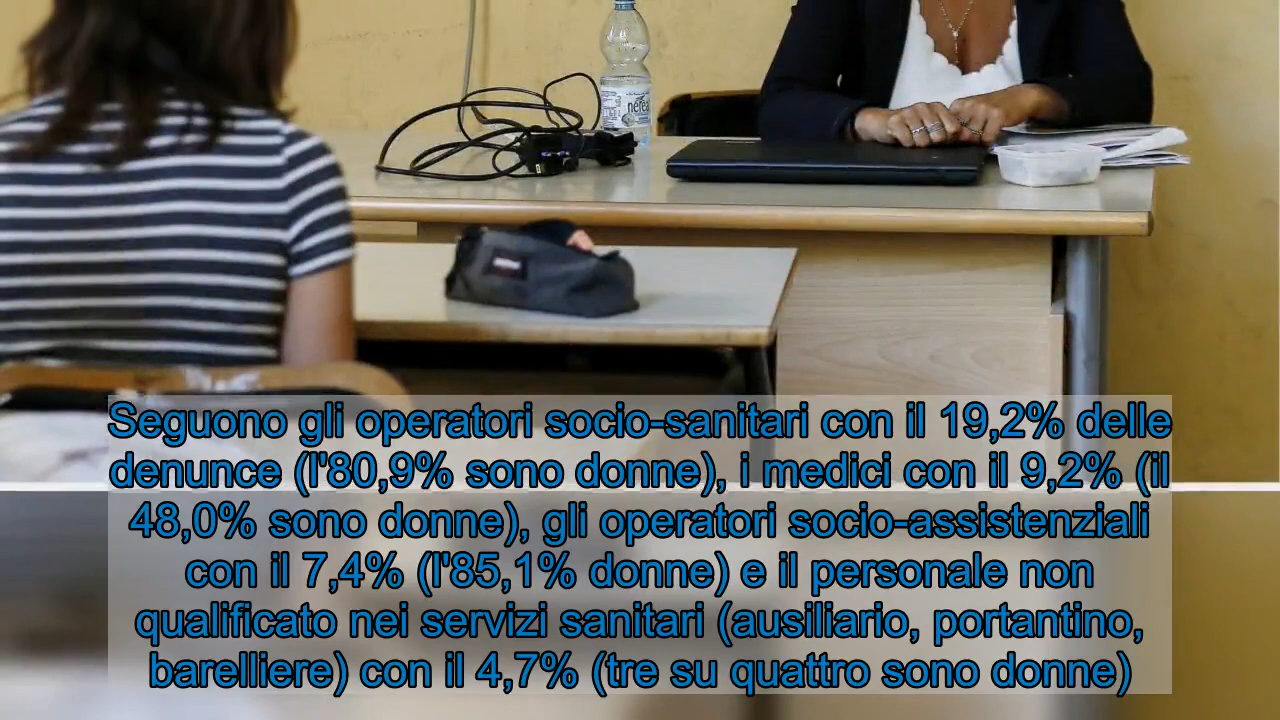 nerea
Seguono gli operatori socio-sanitari con il 19,2% delle
denunce (l'80,9% sono donne), i medici con il 9,2% (il
48,0% sono donne), gli operatori socio-assistenziali
con il 7,4% (l'85,1% donne) e il personale non
qualificato nei servizi sanitari (ausiliario, portantino,
barelliere) con il 4,7% (tre su quattro sono donne)